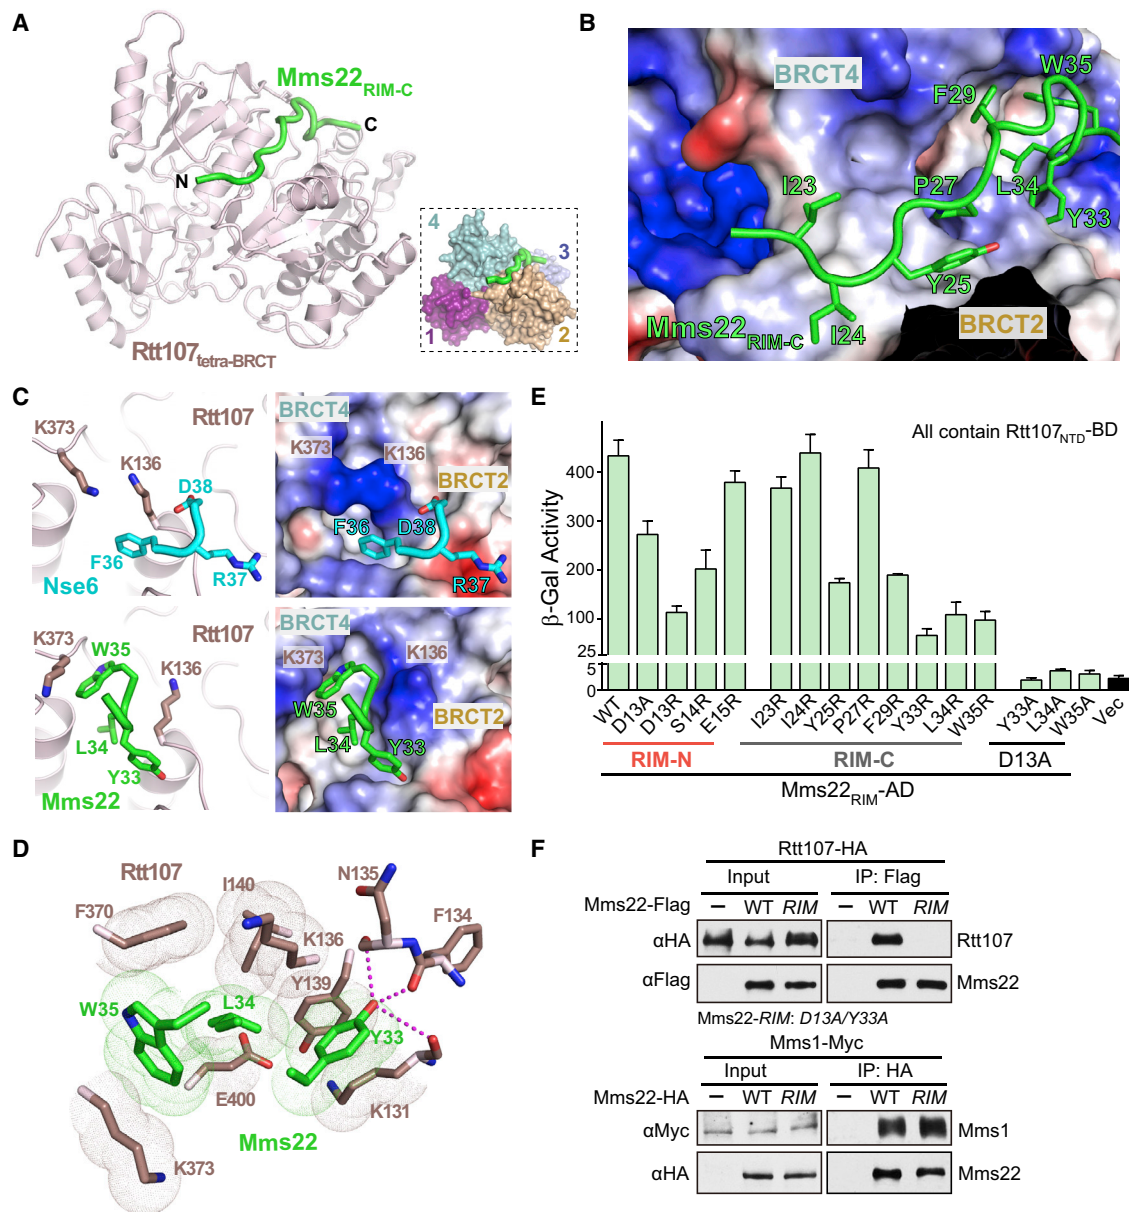 A
Mms22RIM-C
C
N
Rtt107tetra-BRCT
4
3
1
2
B
BRCT4
W35
F29
I23
P27
L34
Y33
Y25
Mms22RIM-C
I24
BRCT2
C
K373
Rtt107
K136
D38
F36
R37
Nse6
BRCT4
K373
K136
BRCT2
F36
D38
R37
K373
Rtt107
W35
K136
L34
Y33
Mms22
BRCT4
K373
K136
W35
BRCT2
L34
Y33
D
Rtt107
N135
I140
F370
F134
K136
Y139
W35
L34
Y33
E400
K131
Mms22
K373
E
All contain Rtt107NTD-BD
β-Gal Activity
400
300
200
100
25
5
0
WT
D13A
D13R
S14R
E15R
I23R
I24R
Y25R
P27R
F29R
Y33R
L34R
W35R
Y33A
L34A
W35A
Vec
RIM-N
RIM-C
D13A
Mms22RIM-AD
F
Rtt107-HA
Input
IP: Flag
Mms22-Flag
– WT RIM
– WT RIM
αHA
Rtt107
αFlag
Mms22
Mms22-RIM: D13A/Y33A
Mms1-Myc
Input
IP: HA
Mms22-HA
– WT RIM
– WT RIM
αMyc
Mms1
αHA
Mms22